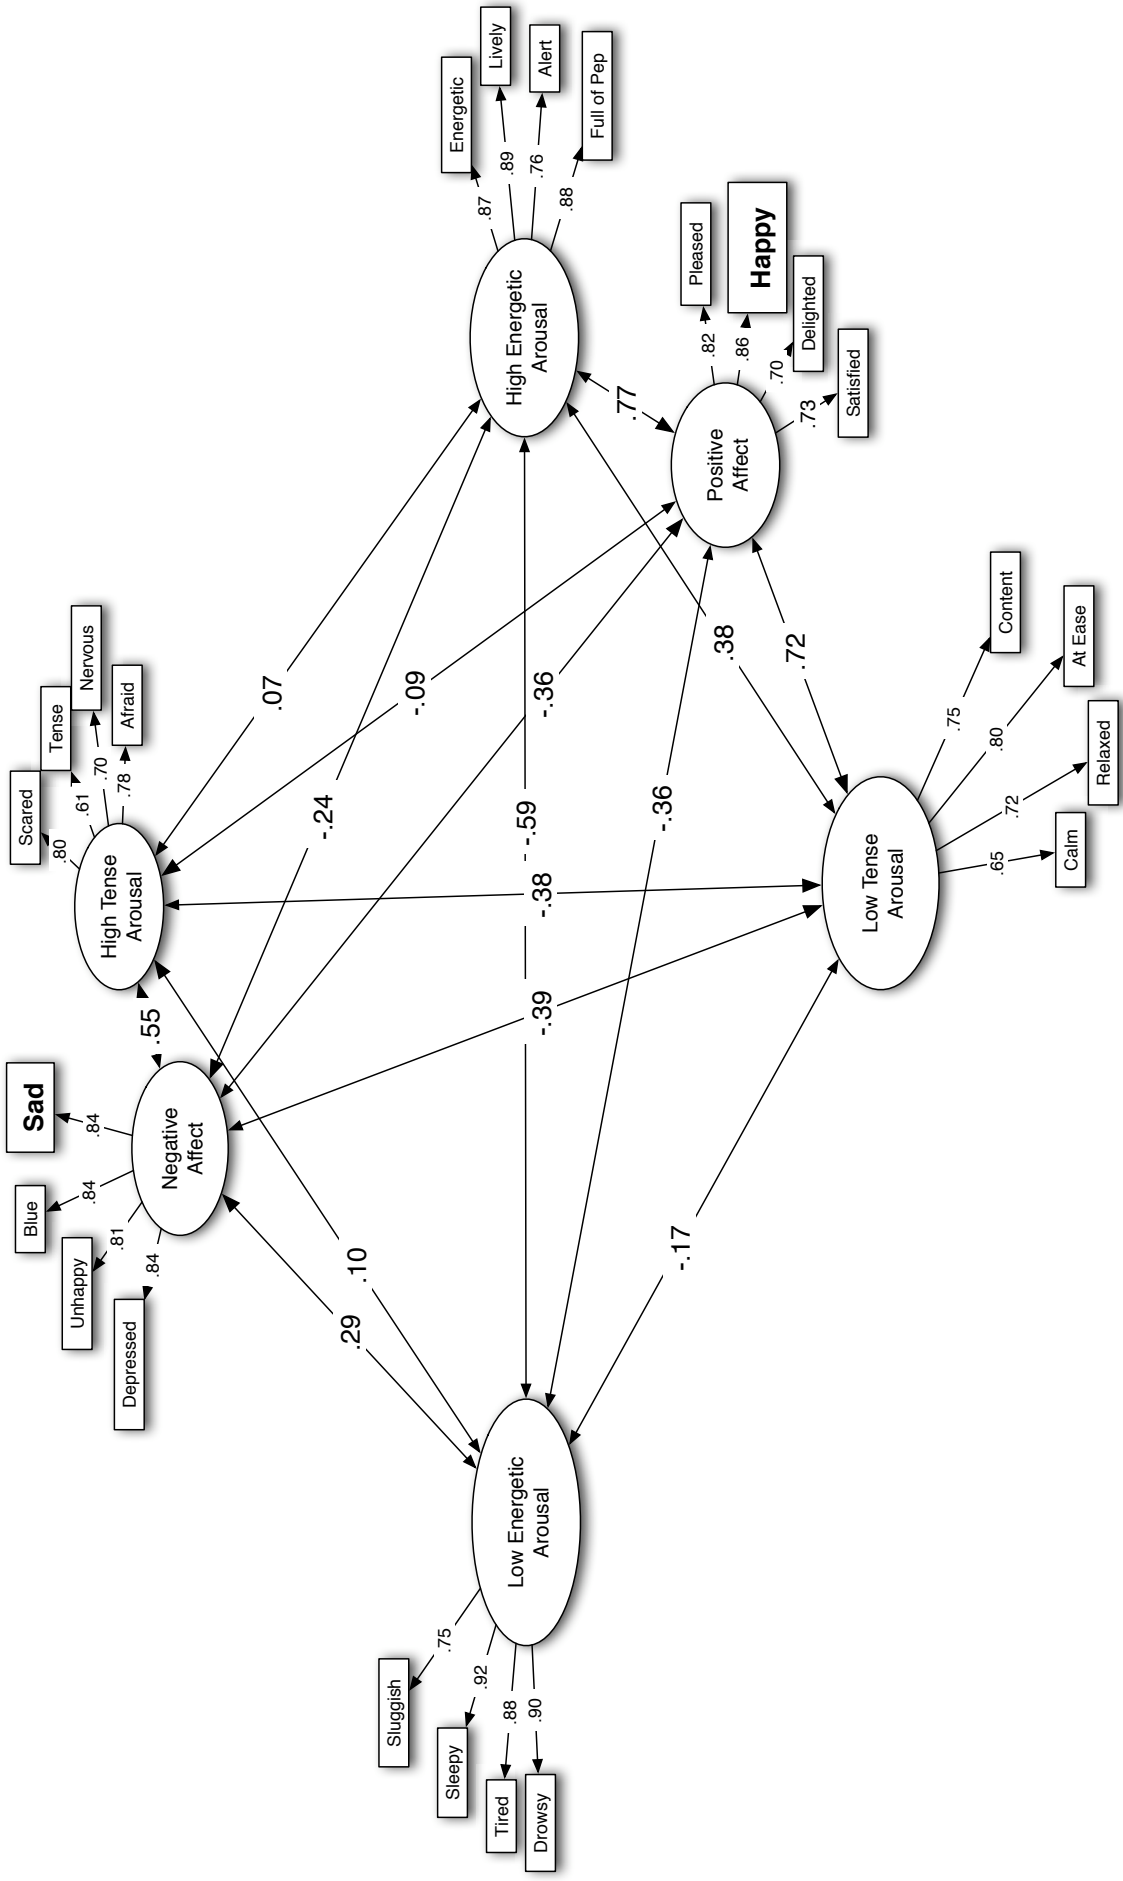 Scared
Tense
Nervous
Afraid
.80
.61
.70
.78
High Tense
Arousal
Sad
Blue
Unhappy
Depressed
.84
.84
.81
.84
Negative
Affect
.55
Energetic
Lively
Alert
Full of Pep
.87
.89
.76
.88
High Energetic
Arousal
Pleased
Happy
Delighted
Satisfied
.82
.86
.70
.73
Positive
Affect
.77
.07
-.09
-.24
-.36
-.59
-.38
-.39
-.36
.38
.72
.10
.29
-.17
Content
At Ease
Relaxed
Calm
.75
.80
.72
.65
Low Tense
Arousal
Low Energetic
Arousal
.75
.92
.88
.90
Sluggish
Sleepy
Tired
Drowsy